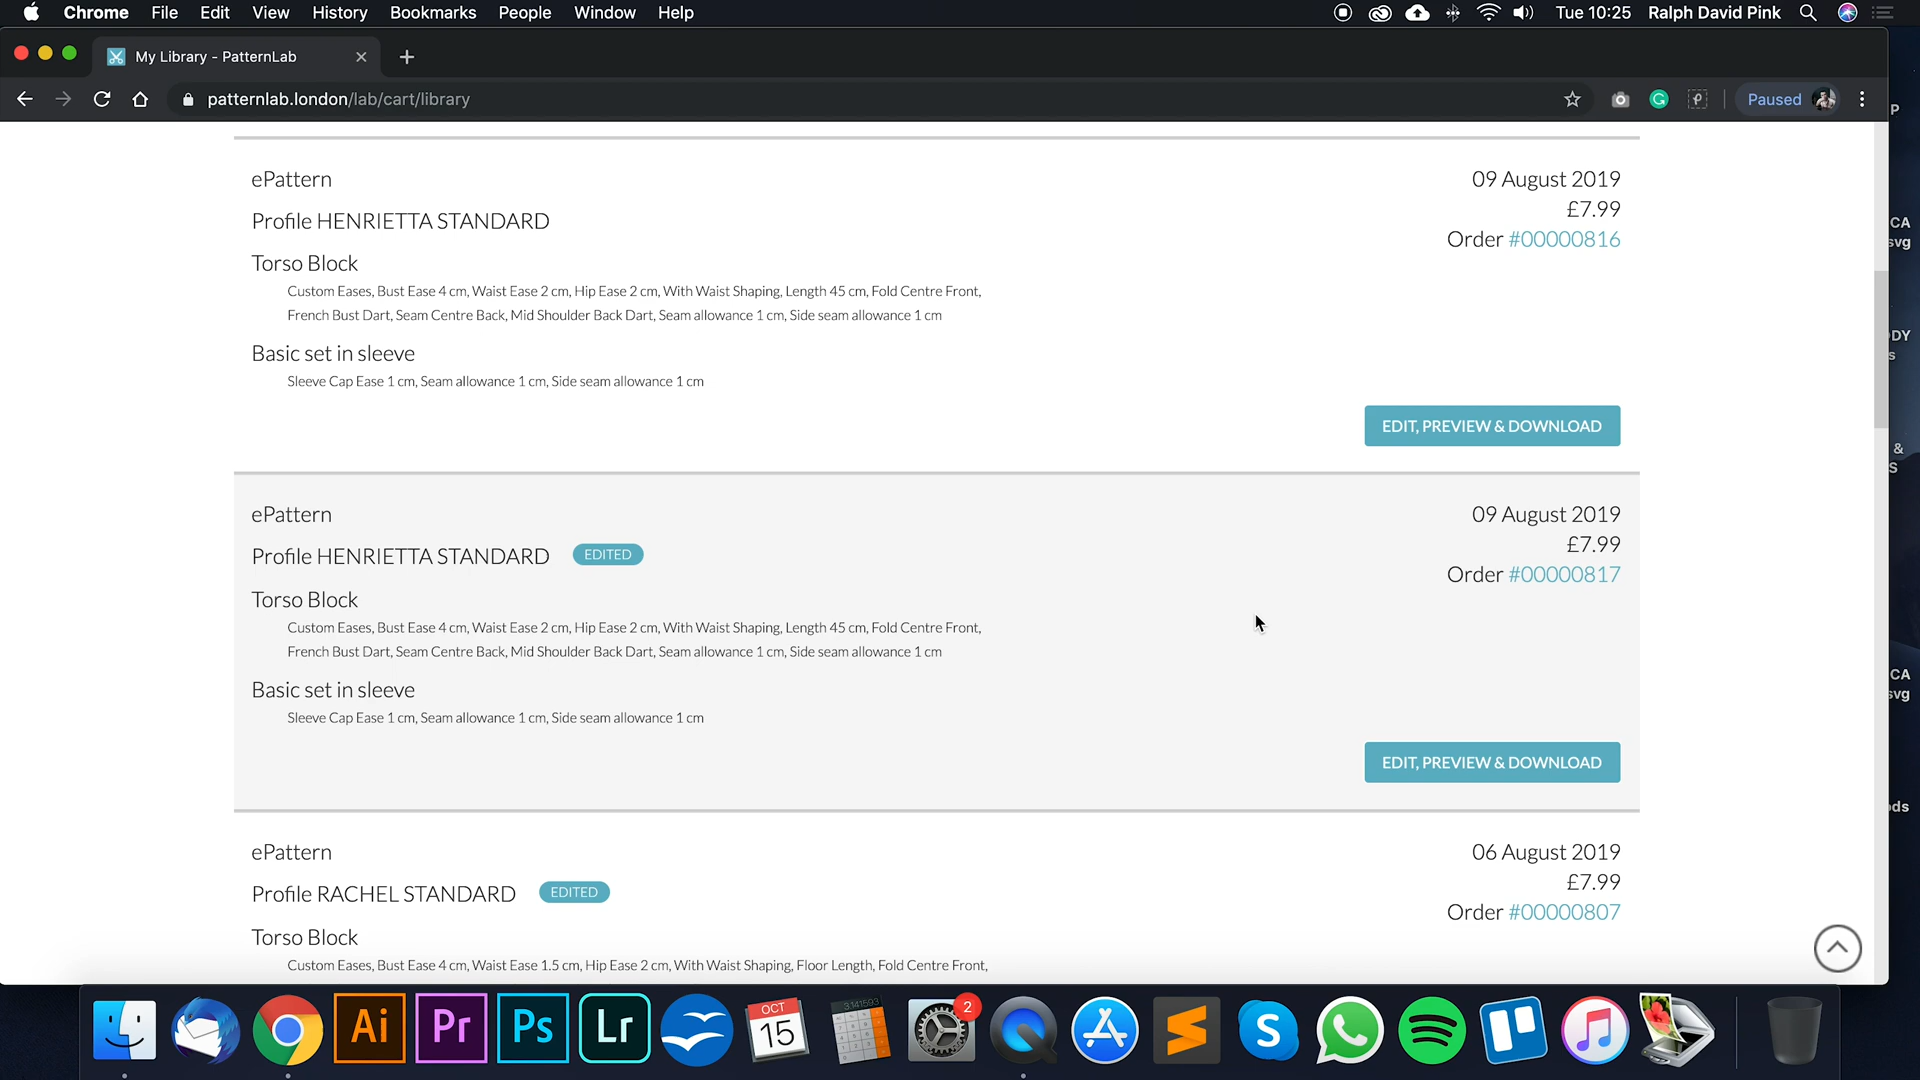 Chrome File Edit View History Bookmarks People Window Help Tue 10:25 Ralph David Pink
My Library - PatternLab
patternlab.london/lab/cart/library Paused
ePattern 09 August 2019
£7.99
Profile HENRIETTA STANDARD
Order #00000816
Torso Block
Custom Eases, Bust Ease 4 cm, Waist Ease 2 cm, Hip Ease 2 cm, With Waist Shaping, Length 45 cm, Fold Centre Front,
French Bust Dart, Seam Centre Back, Mid Shoulder Back Dart, Seam allowance 1 cm, Side seam allowance 1 cm
Basic set in sleeve
Sleeve Cap Ease 1 cm, Seam allowance 1 cm, Side seam allowance 1 cm
EDIT, PREVIEW & DOWNLOAD
ePattern 09 August 2019
£7.99
Profile HENRIETTA STANDARD EDITED
Order #00000817
Torso Block
Custom Eases, Bust Ease 4 cm, Waist Ease 2 cm, Hip Ease 2 cm, With Waist Shaping, Length 45 cm, Fold Centre Front,
French Bust Dart, Seam Centre Back, Mid Shoulder Back Dart, Seam allowance 1 cm, Side seam allowance 1 cm
Basic set in sleeve
Sleeve Cap Ease 1 cm, Seam allowance 1 cm, Side seam allowance 1 cm
EDIT, PREVIEW & DOWNLOAD
ePattern 06 August 2019
£7.99
Profile RACHEL STANDARD EDITED
Order #00000807
Torso Block
Custom Eases, Bust Ease 4 cm, Waist Ease 1.5 cm, Hip Ease 2 cm, With Waist Shaping, Floor Length, Fold Centre Front,
P
CA
svg
DY
s
&
S
CA
svg
ds
Ai Pr Ps Lr OCT 15 3.141593 2 S